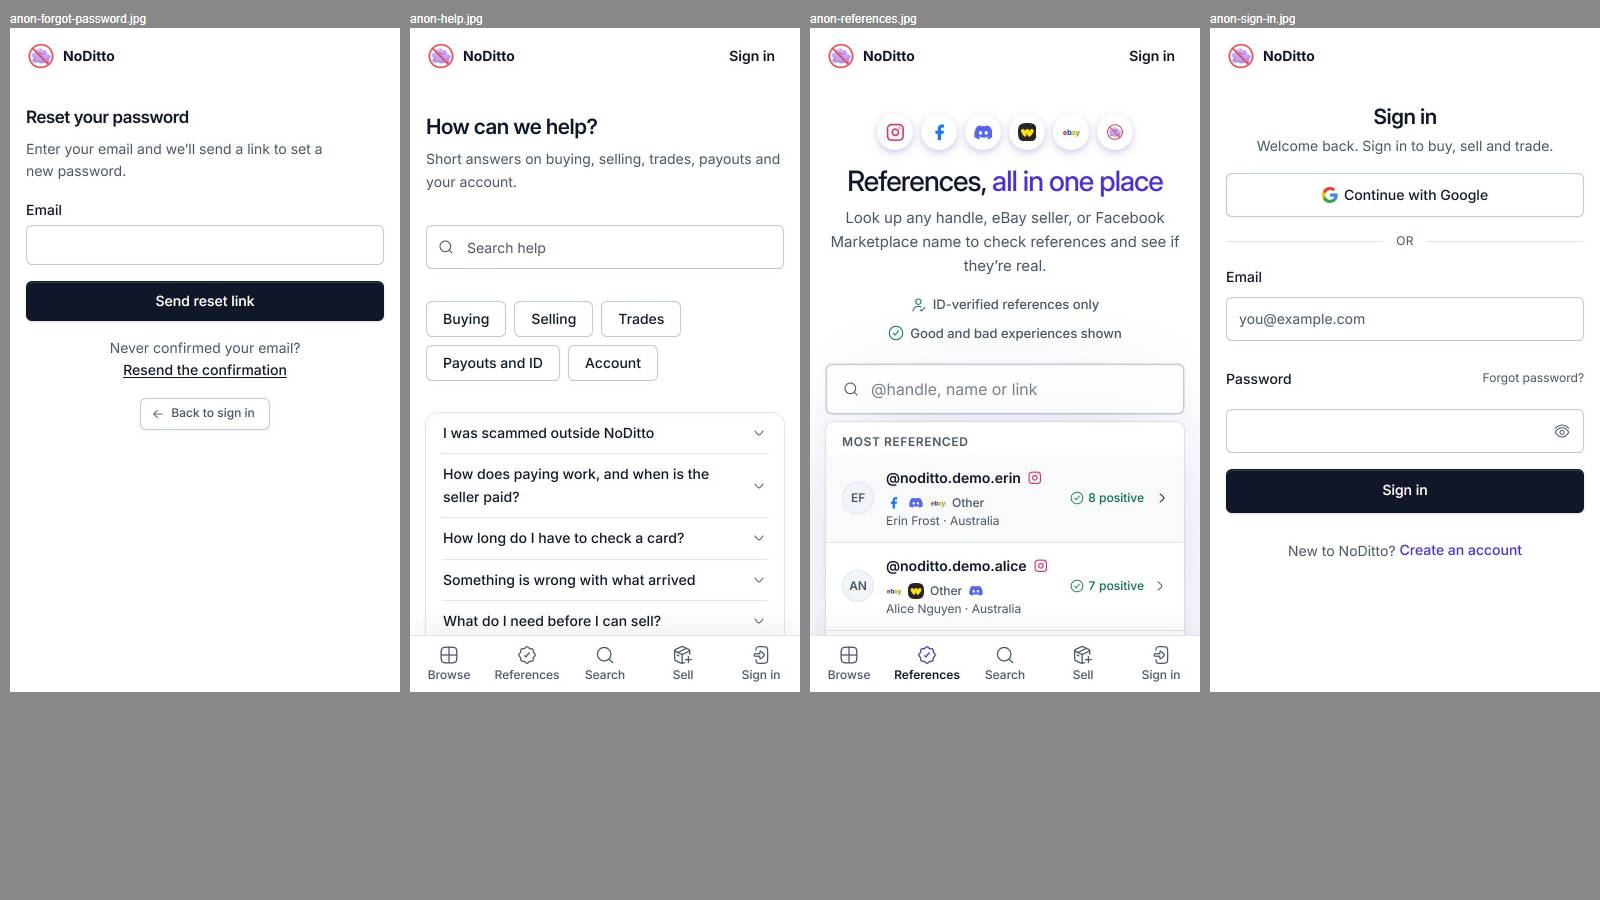 anon-forgot-password.jpg
NoDitto
Reset your password
Enter your email and we’ll send a link to set a
new password.
Email
Send reset link
Never confirmed your email?
Resend the confirmation
← Back to sign in
anon-help.jpg
NoDitto
Sign in
How can we help?
Short answers on buying, selling, trades, payouts and
your account.
Search help
Buying
Selling
Trades
Payouts and ID
Account
I was scammed outside NoDitto
How does paying work, and when is the
seller paid?
How long do I have to check a card?
Something is wrong with what arrived
What do I need before I can sell?
Browse
References
Search
Sell
Sign in
anon-references.jpg
NoDitto
Sign in
ebay
References, all in one place
Look up any handle, eBay seller, or Facebook
Marketplace name to check references and see if
they’re real.
ID-verified references only
Good and bad experiences shown
@handle, name or link
MOST REFERENCED
EF
@noditto.demo.erin
ebay Other
Erin Frost · Australia
8 positive
AN
@noditto.demo.alice
ebay Other
Alice Nguyen · Australia
7 positive
Browse
References
Search
Sell
Sign in
anon-sign-in.jpg
NoDitto
Sign in
Welcome back. Sign in to buy, sell and trade.
Continue with Google
OR
Email
you@example.com
Password
Forgot password?
Sign in
New to NoDitto? Create an account